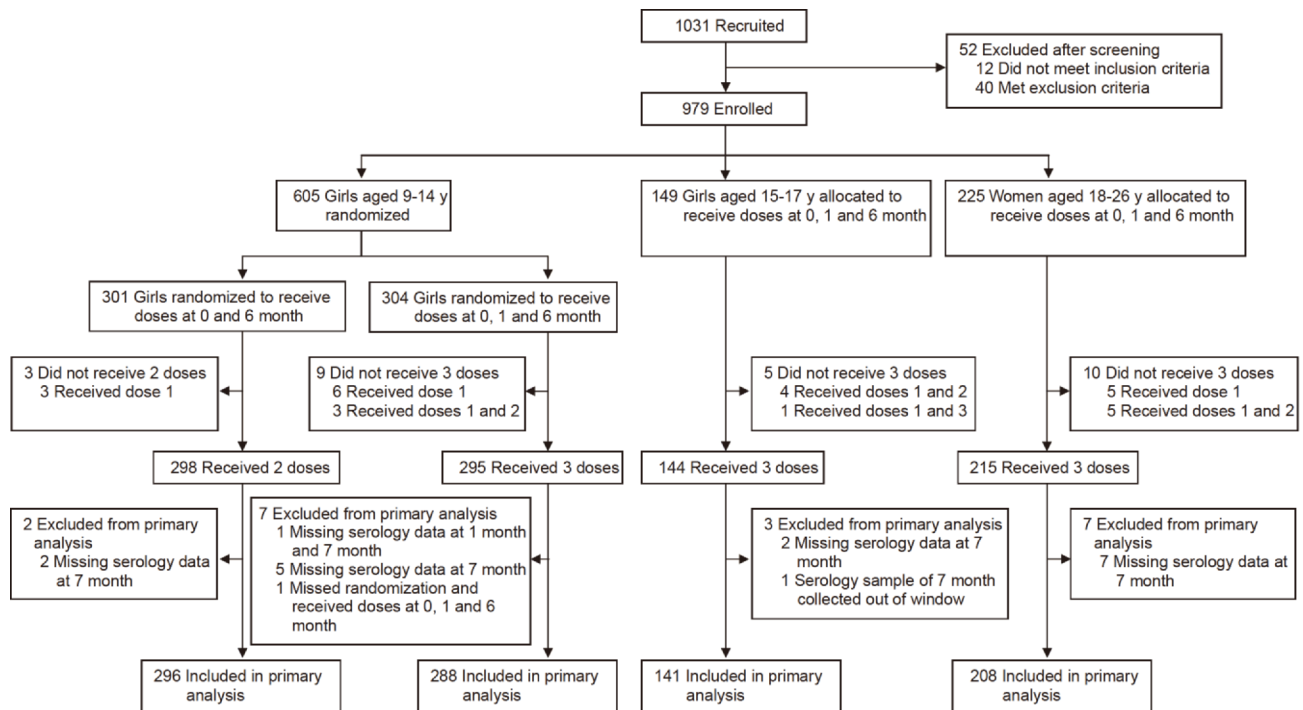 1031 Recruited
52 Excluded after screening
12 Did not meet inclusion criteria
40 Met exclusion criteria
979 Enrolled
605 Girls aged 9-14 y
randomized
149 Girls aged 15-17 y allocated to
receive doses at 0, 1 and 6 month
225 Women aged 18-26 y allocated to
receive doses at 0, 1 and 6 month
301 Girls randomized to receive
doses at 0 and 6 month
304 Girls randomized to receive
doses at 0, 1 and 6 month
3 Did not receive 2 doses
3 Received dose 1
9 Did not receive 3 doses
6 Received dose 1
3 Received doses 1 and 2
5 Did not receive 3 doses
4 Received doses 1 and 2
1 Received doses 1 and 3
10 Did not receive 3 doses
5 Received dose 1
5 Received doses 1 and 2
298 Received 2 doses
295 Received 3 doses
144 Received 3 doses
215 Received 3 doses
2 Excluded from primary
analysis
2 Missing serology data
at 7 month
7 Excluded from primary analysis
1 Missing serology data at 1 month
and 7 month
5 Missing serology data at 7 month
1 Missed randomization and
received doses at 0, 1 and 6
month
3 Excluded from primary analysis
2 Missing serology data at 7
month
1 Serology sample of 7 month
collected out of window
7 Excluded from primary
analysis
7 Missing serology data at
7 month
296 Included in primary
analysis
288 Included in primary
analysis
141 Included in primary
analysis
208 Included in primary
analysis